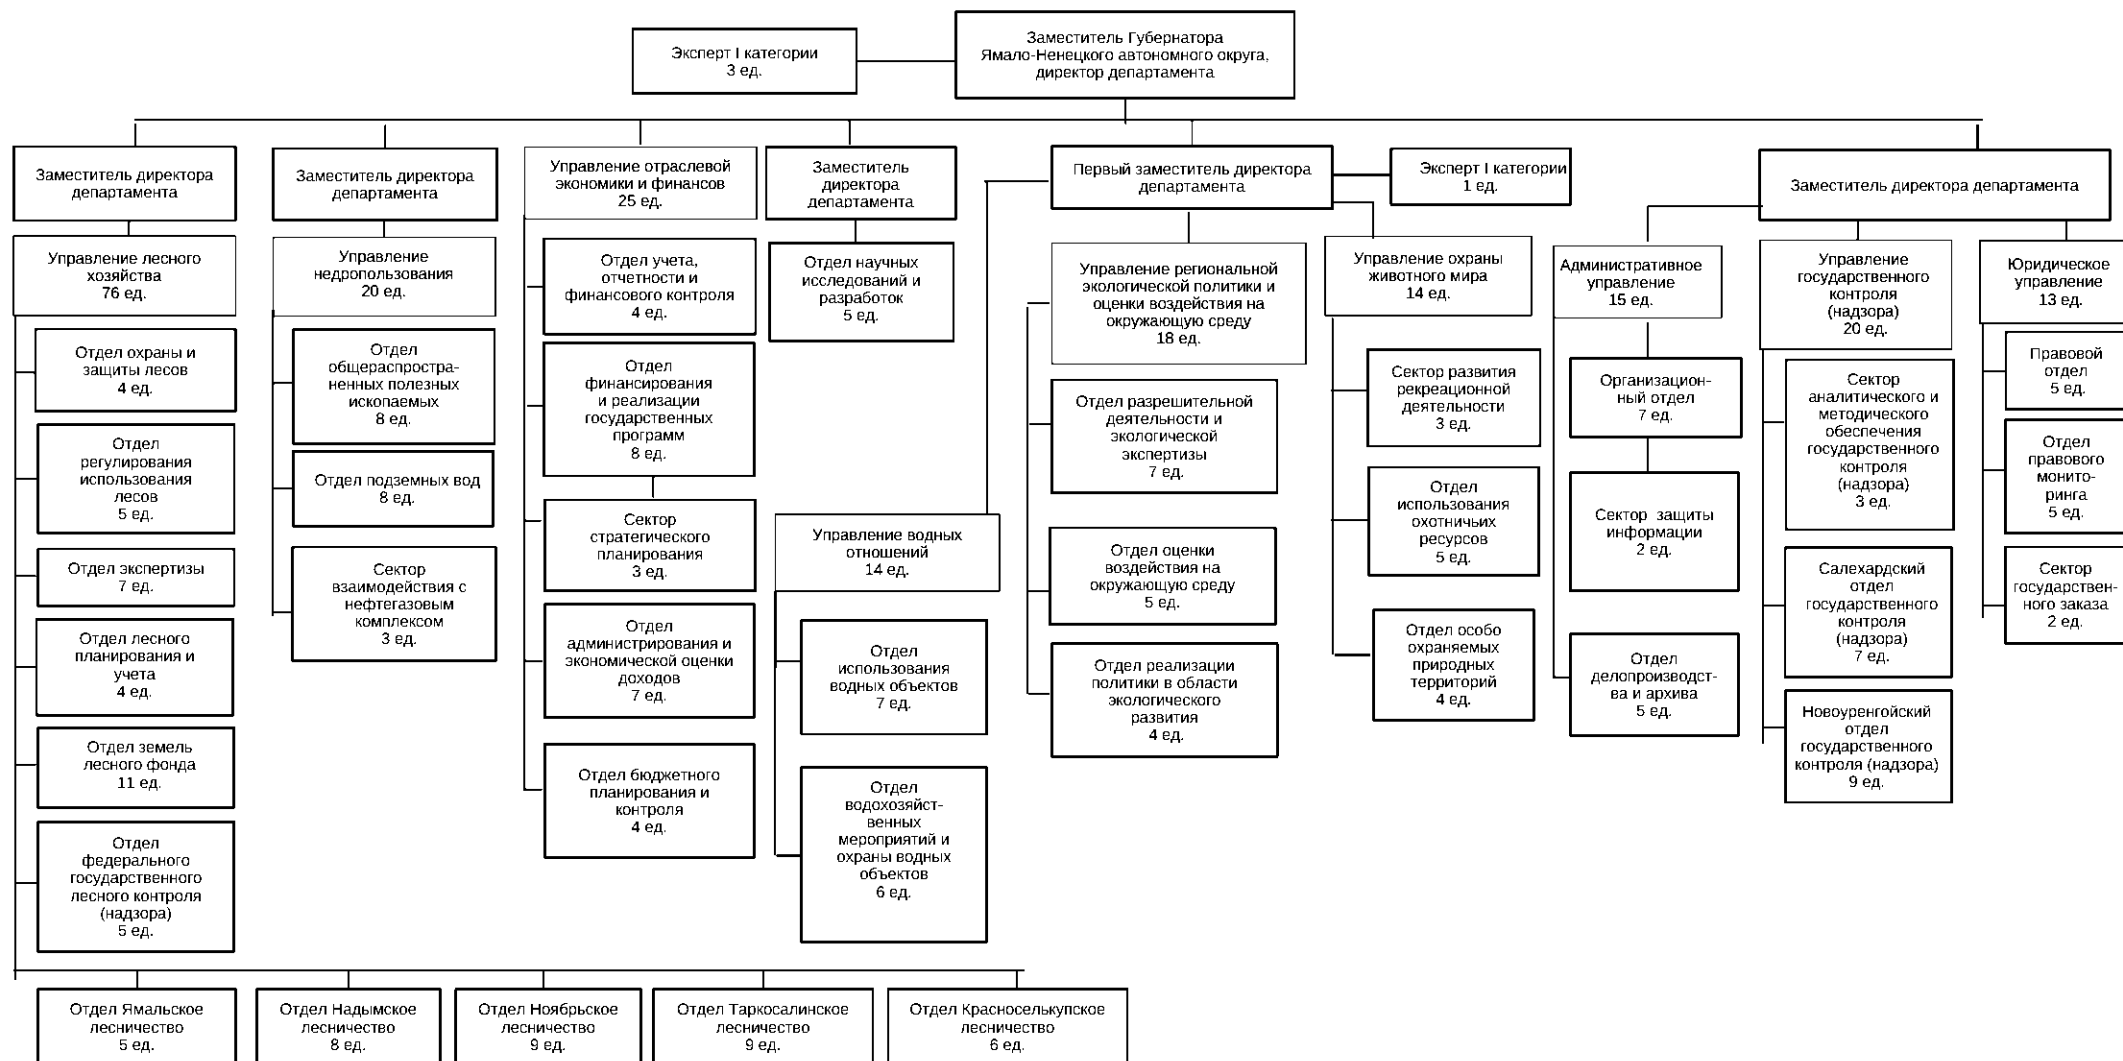 Эксперт I категории
3 ед.
Заместитель Губернатора
Ямало-Ненецкого автономного округа,
директор департамента
Заместитель директора
департамента
Заместитель директора
департамента
Управление отраслевой
экономики и финансов
25 ед.
Заместитель
директора
департамента
Первый заместитель директора
департамента
Эксперт I категории
1 ед.
Заместитель директора департамента
Управление лесного
хозяйства
76 ед.
Отдел охраны и
защиты лесов
4 ед.
Отдел
регулирования
использования
лесов
5 ед.
Отдел экспертизы
7 ед.
Отдел лесного
планирования и
учета
4 ед.
Отдел земель
лесного фонда
11 ед.
Отдел
федерального
государственного
лесного контроля
(надзора)
5 ед.
Управление
недропользования
20 ед.
Отдел
общераспростра-
ненных полезных
ископаемых
8 ед.
Отдел подземных вод
8 ед.
Сектор
взаимодействия с
нефтегазовым
комплексом
3 ед.
Отдел учета,
отчетности и
финансового контроля
4 ед.
Отдел
финансирования
и реализации
государственных
программ
8 ед.
Сектор
стратегического
планирования
3 ед.
Отдел
администрирования и
экономической оценки
доходов
7 ед.
Отдел бюджетного
планирования и
контроля
4 ед.
Отдел научных
исследований и
разработок
5 ед.
Управление водных
отношений
14 ед.
Отдел
использования
водных объектов
7 ед.
Отдел
водохозяйст-
венных
мероприятий и
охраны водных
объектов
6 ед.
Управление региональной
экологической политики и
оценки воздействия на
окружающую среду
18 ед.
Отдел разрешительной
деятельности и
экологической
экспертизы
7 ед.
Отдел оценки
воздействия на
окружающую среду
5 ед.
Отдел реализации
политики в области
экологического
развития
4 ед.
Управление охраны
животного мира
14 ед.
Сектор развития
рекреационной
деятельности
3 ед.
Отдел
использования
охотничьих
ресурсов
5 ед.
Отдел особо
охраняемых
природных
территорий
4 ед.
Административное
управление
15 ед.
Организацион-
ный отдел
7 ед.
Сектор защиты
информации
2 ед.
Отдел
делопроизводст-
ва и архива
5 ед.
Управление
государственного
контроля
(надзора)
20 ед.
Сектор
аналитического и
методического
обеспечения
государственного
контроля
(надзора)
3 ед.
Салехардский
отдел
государственного
контроля
(надзора)
7 ед.
Новоуренгойский
отдел
государственного
контроля (надзора)
9 ед.
Юридическое
управление
13 ед.
Правовой
отдел
5 ед.
Отдел
правового
монито-
ринга
5 ед.
Сектор
государствен-
ного заказа
2 ед.
Отдел Ямальское
лесничество
5 ед.
Отдел Надымское
лесничество
8 ед.
Отдел Ноябрьское
лесничество
9 ед.
Отдел Таркосалинское
лесничество
9 ед.
Отдел Красноселькупское
лесничество
6 ед.